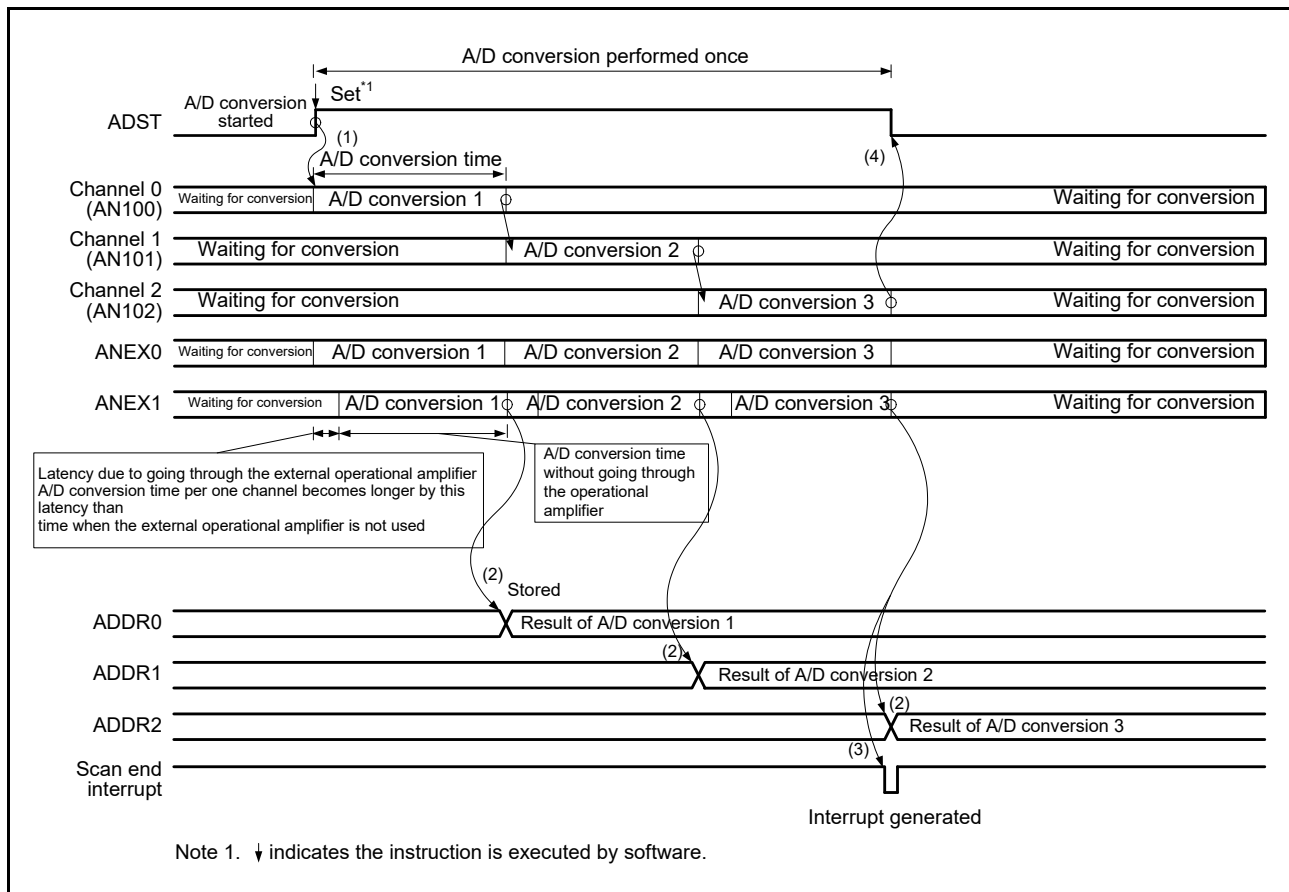 A/D conversion performed once
Set*1
A/D conversion
started
ADST
(1)
(4)
A/D conversion time
Channel 0
(AN100)
Waiting for conversion
A/D conversion 1
Waiting for conversion
Channel 1
(AN101)
Waiting for conversion
A/D conversion 2
Waiting for conversion
Channel 2
(AN102)
Waiting for conversion
A/D conversion 3
Waiting for conversion
ANEX0
Waiting for conversion
A/D conversion 1
A/D conversion 2
A/D conversion 3
Waiting for conversion
ANEX1
Waiting for conversion
A/D conversion 1
A/D conversion 2
A/D conversion 3
Waiting for conversion
Latency due to going through the external operational amplifier
A/D conversion time per one channel becomes longer by this
latency than
time when the external operational amplifier is not used
A/D conversion time
without going through
the operational
amplifier
(2)
Stored
ADDR0
Result of A/D conversion 1
(2)
ADDR1
Result of A/D conversion 2
(2)
ADDR2
Result of A/D conversion 3
(3)
Scan end
interrupt
Interrupt generated
Note 1. indicates the instruction is executed by software.